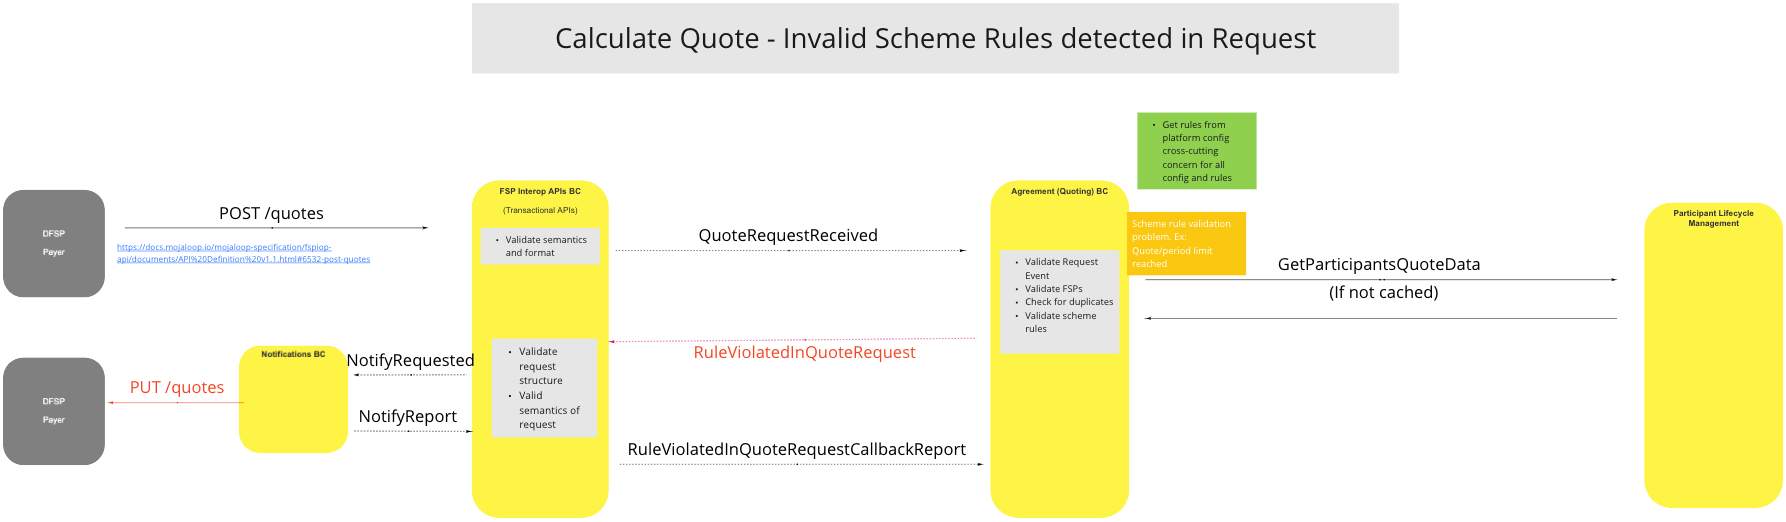 Calculate Quote - Invalid Scheme Rules detected in Request
Get rules from
platform config
cross-cutting
concern for all
config and rules
DFSP
Payer
POST /quotes
https://docs.mojaloop.io/mojaloop-specification/fspiop-
api/documents/API%20Definition%20v1.1.html#6532-post-quotes
FSP Interop APIs BC
(Transactional APIs)
Validate semantics
and format
QuoteRequestReceived
Agreement (Quoting) BC
Scheme rule validation
problem. Ex:
Quote/period limit
reached
Validate Request
Event
Validate FSPs
Check for duplicates
Validate scheme
rules
GetParticipantsQuoteData
(If not cached)
Participant Lifecycle
Management
RuleViolatedInQuoteRequest
Validate
request
structure
Valid
semantics of
request
NotifyRequested
Notifications BC
PUT /quotes
DFSP
Payer
NotifyReport
RuleViolatedInQuoteRequestCallbackReport